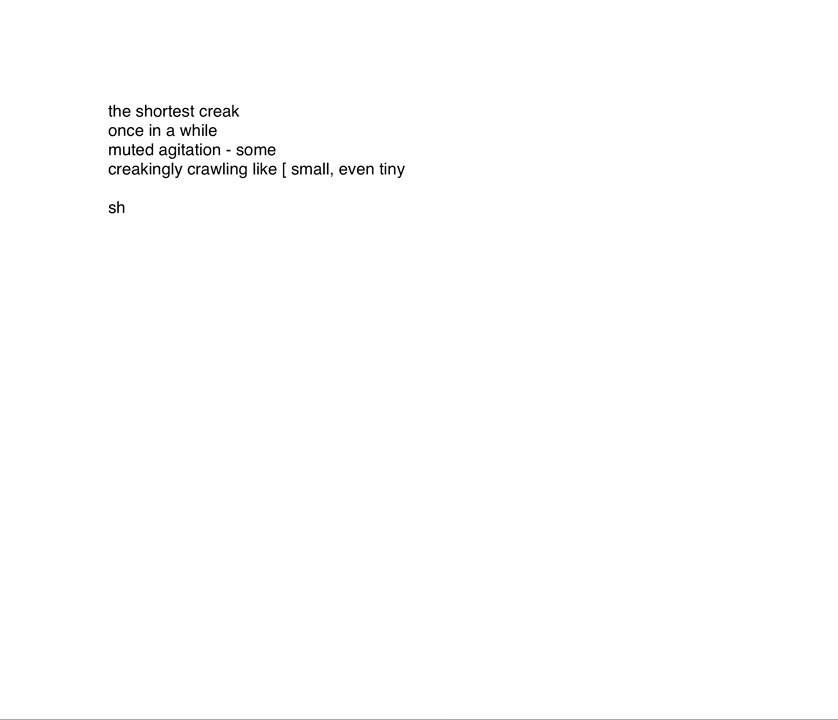 the shortest creak
once in a while
muted agitation - some
creakingly crawling like [ small, even tiny

sh